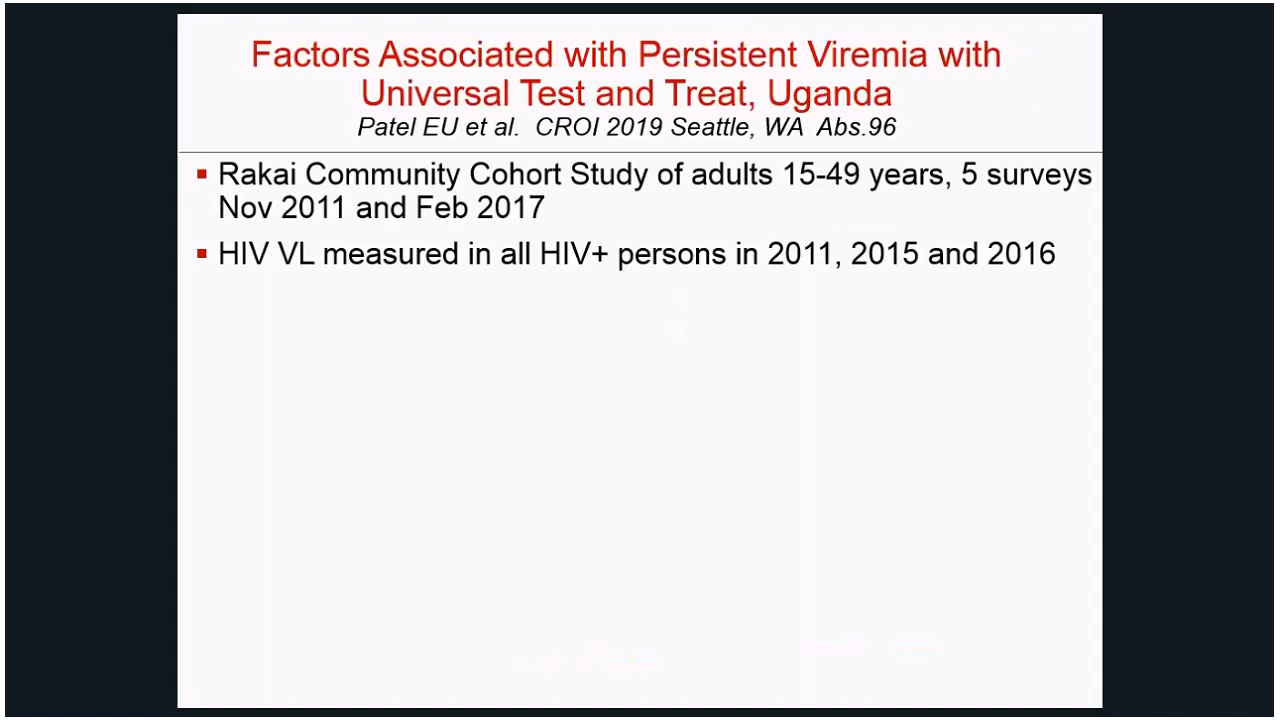 Factors Associated with Persistent Viremia with
Universal Test and Treat, Uganda
Patel EU et al. CROI 2019 Seattle, WA Abs.96
▪ Rakai Community Cohort Study of adults 15-49 years, 5 surveys
Nov 2011 and Feb 2017
▪ HIV VL measured in all HIV+ persons in 2011, 2015 and 2016